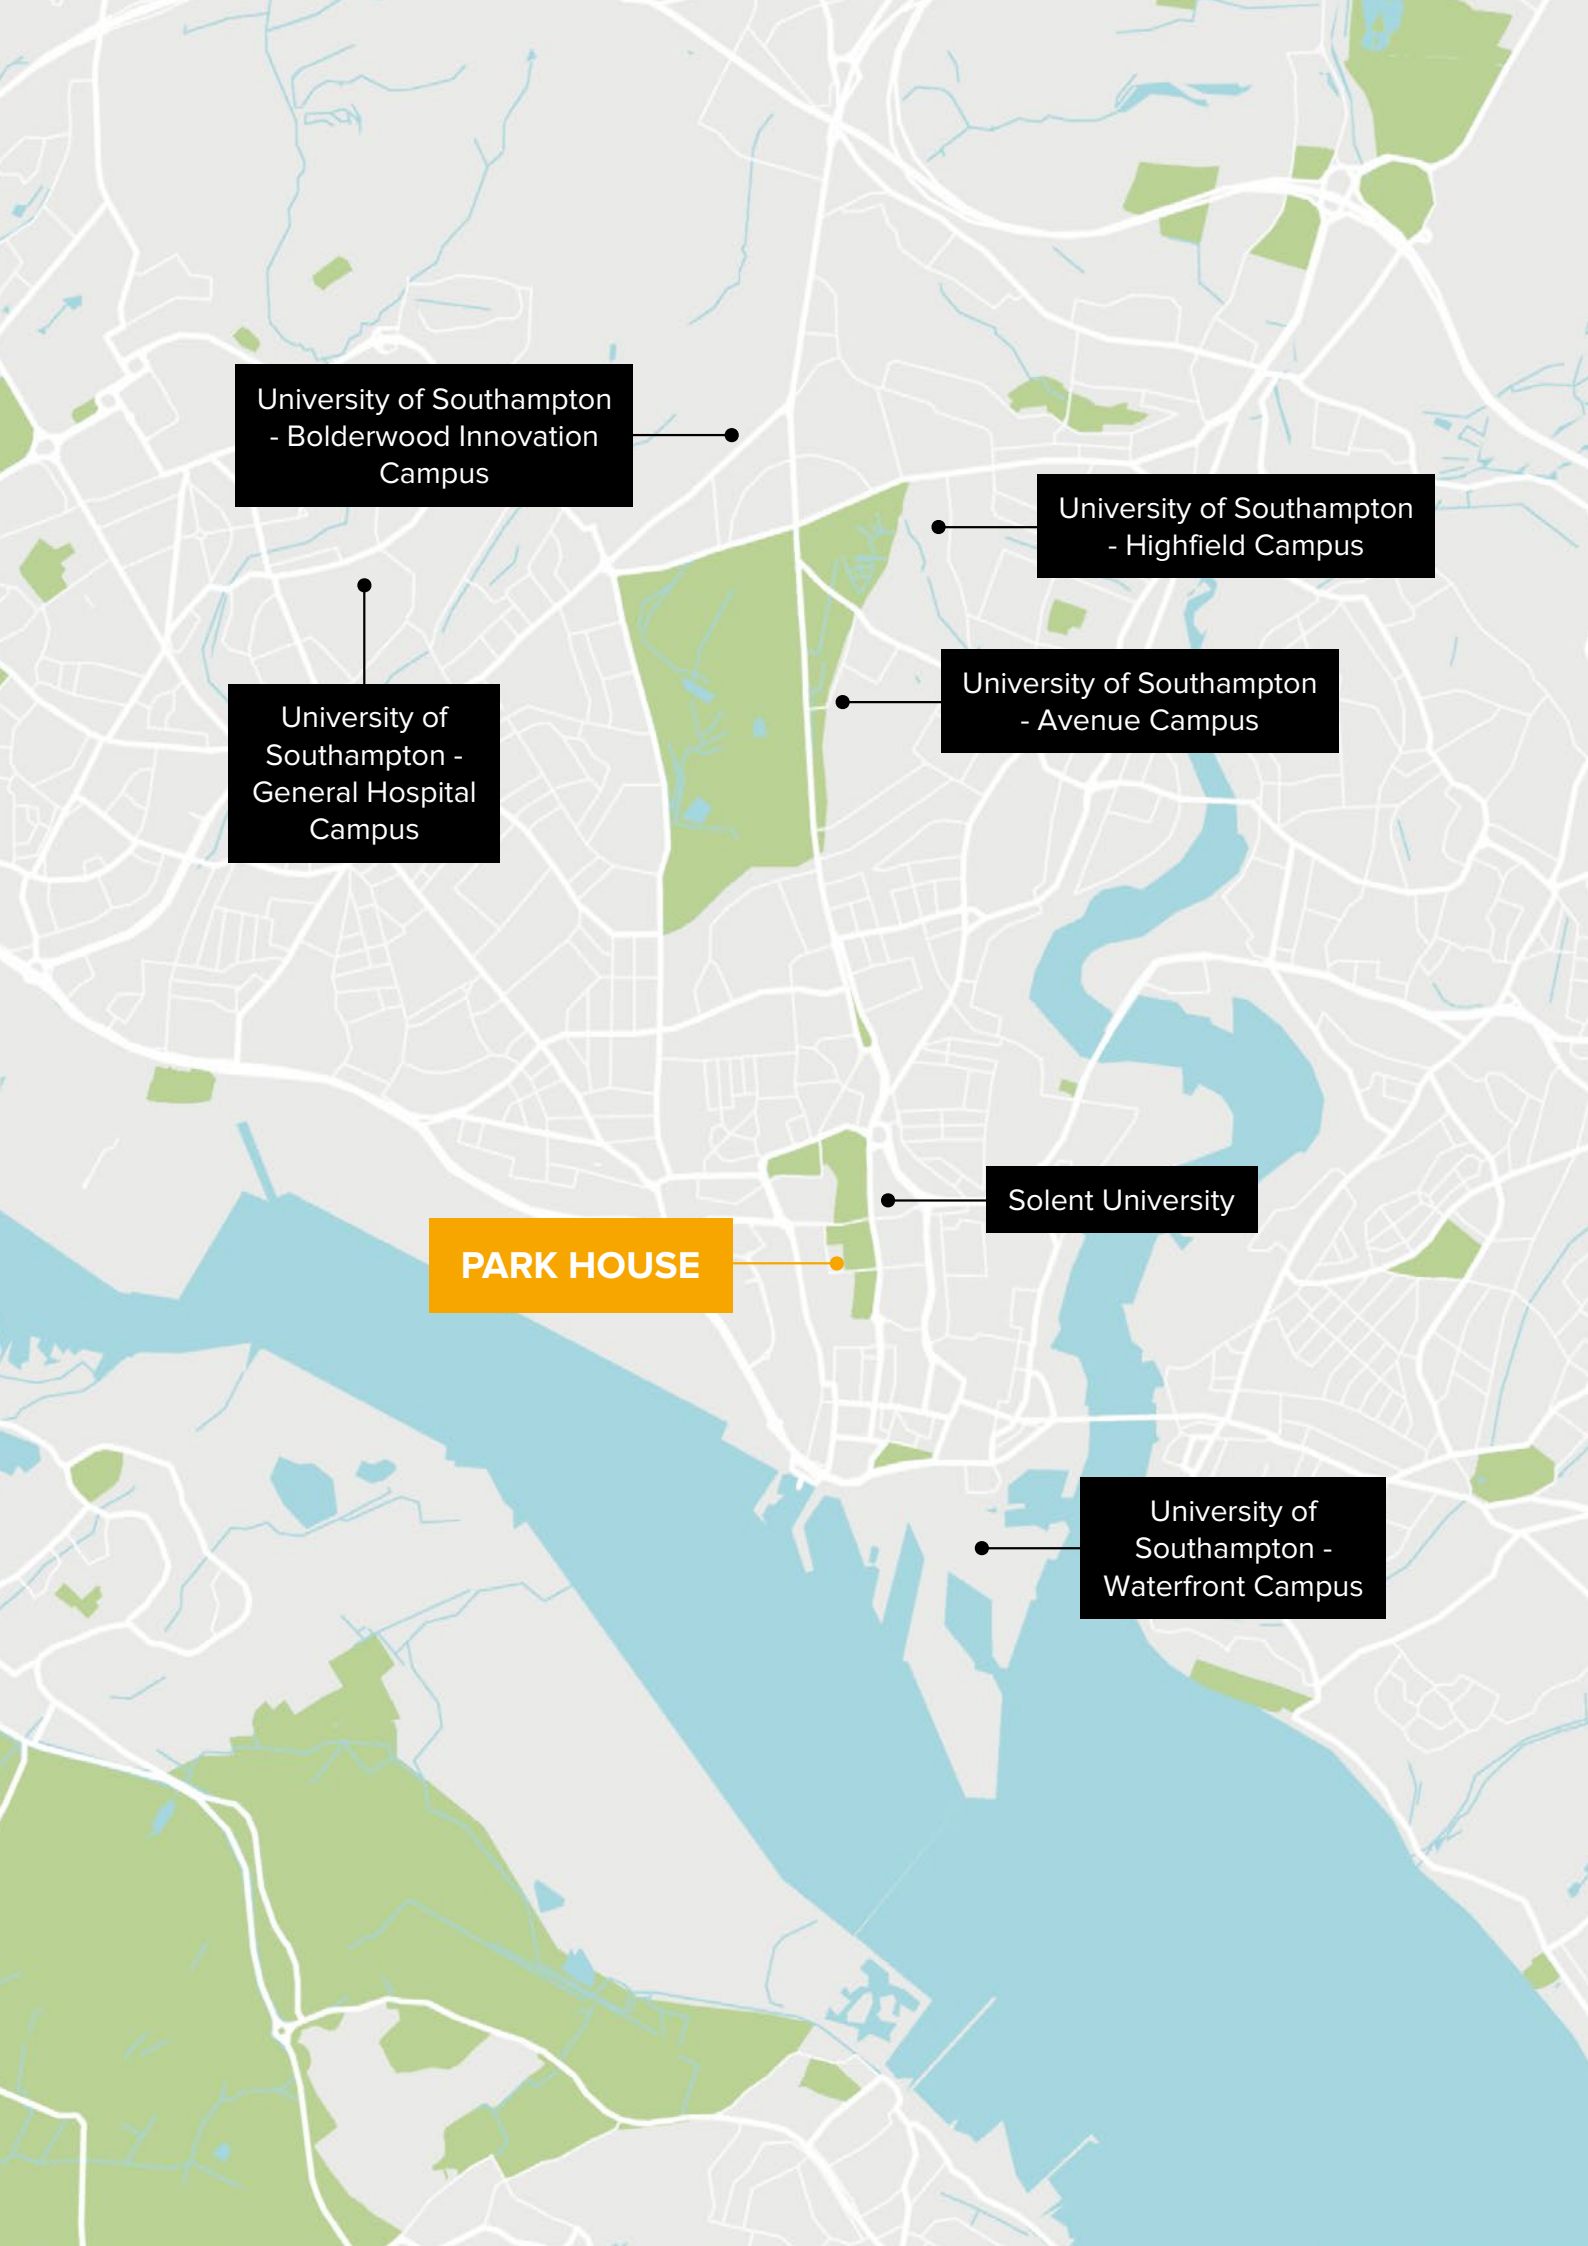 University of Southampton
- Bolderwood Innovation
Campus
University of Southampton
- Highfield Campus
University of Southampton
- Avenue Campus
University of
Southampton -
General Hospital
Campus
Solent University
PARK HOUSE
University of
Southampton -
Waterfront Campus